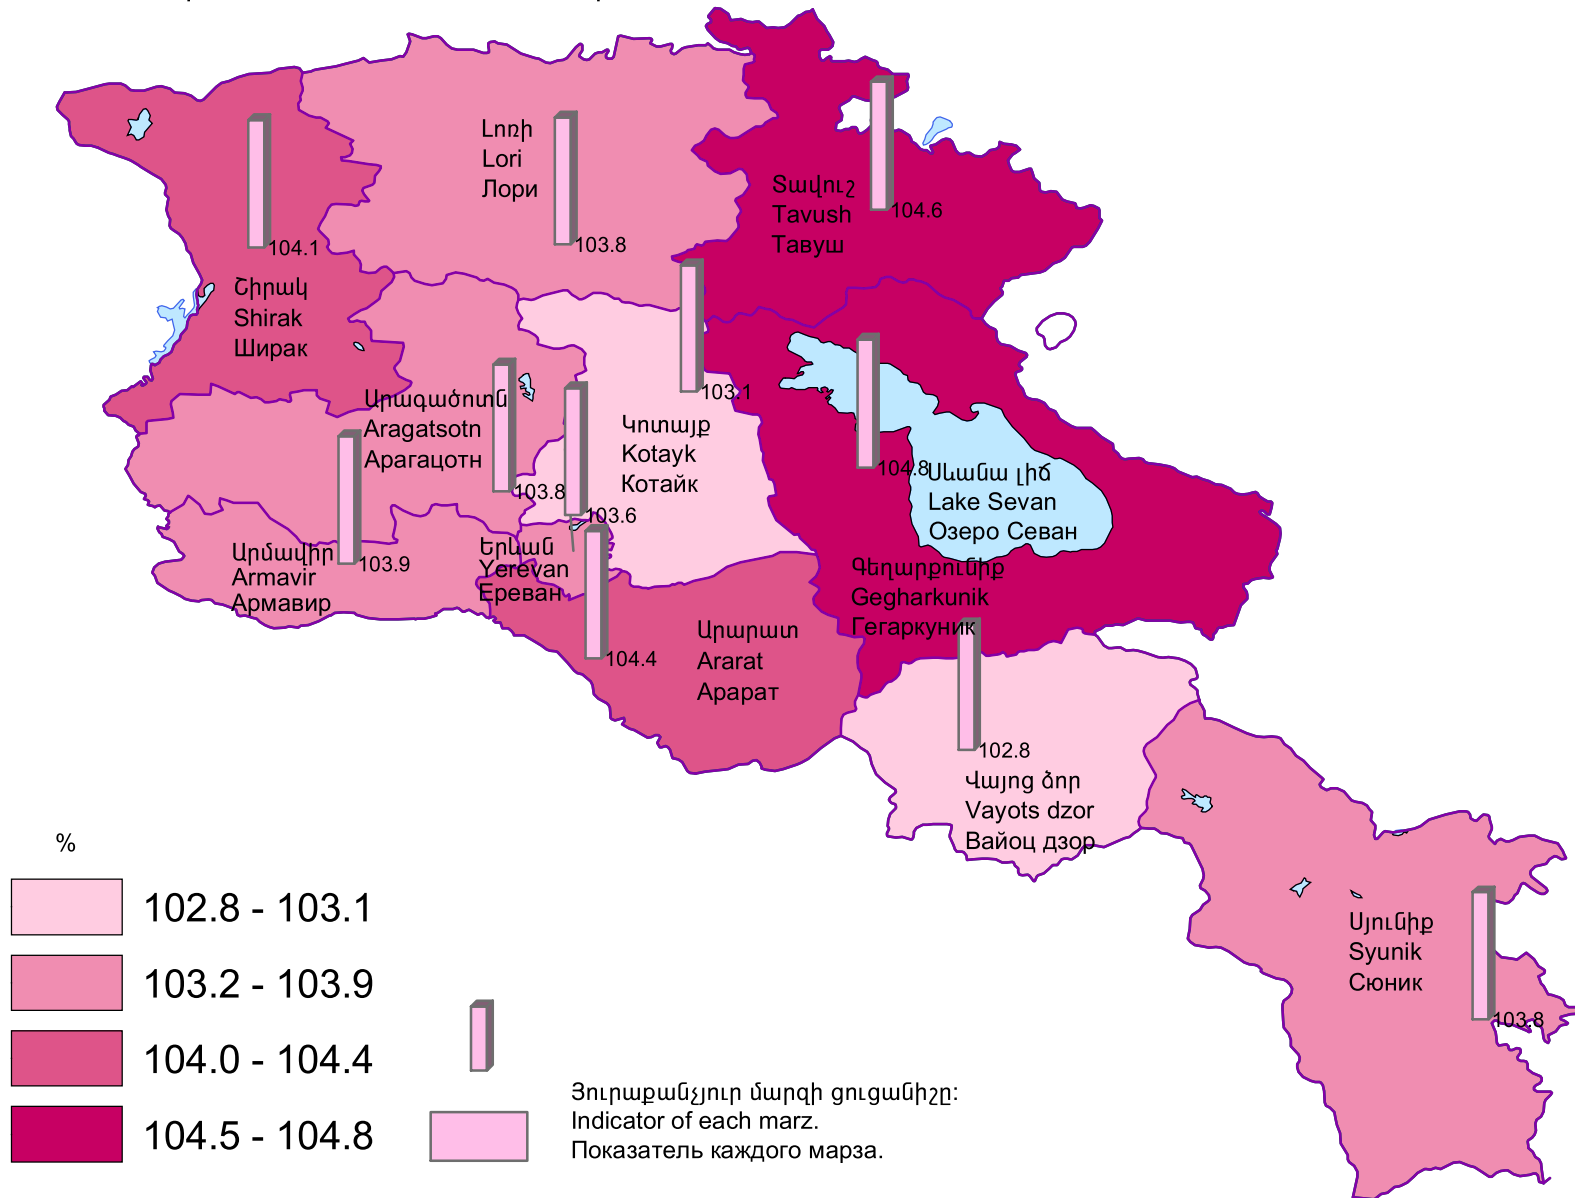 Լոռի
Lori
Лори
103.8
Տավուշ
Tavush
Тавуш
104.6
104.1
Շիրակ
Shirak
Ширак
103.1
Արագածոտն
Aragatsotn
Арагацотн
103.8
Կոտայք
Kotayk
Котайк
104.8
Սևանա լիճ
Lake Sevan
Озеро Севан
103.6
Արմավիր
Armavir
Армавир
103.9
Երևան
Yerevan
Ереван
Գեղարքունիք
Gegharkunik
Гегаркуник
104.4
Արարատ
Ararat
Арарат
102.8
Վայոց ձոր
Vayots dzor
Вайоц дзор
Սյունիք
Syunik
Сюник
103.8
%
102.8 - 103.1
103.2 - 103.9
104.0 - 104.4
104.5 - 104.8
Յուրաքանչյուր մարզի ցուցանիշը:
Indicator of each marz.
Показатель каждого марза.